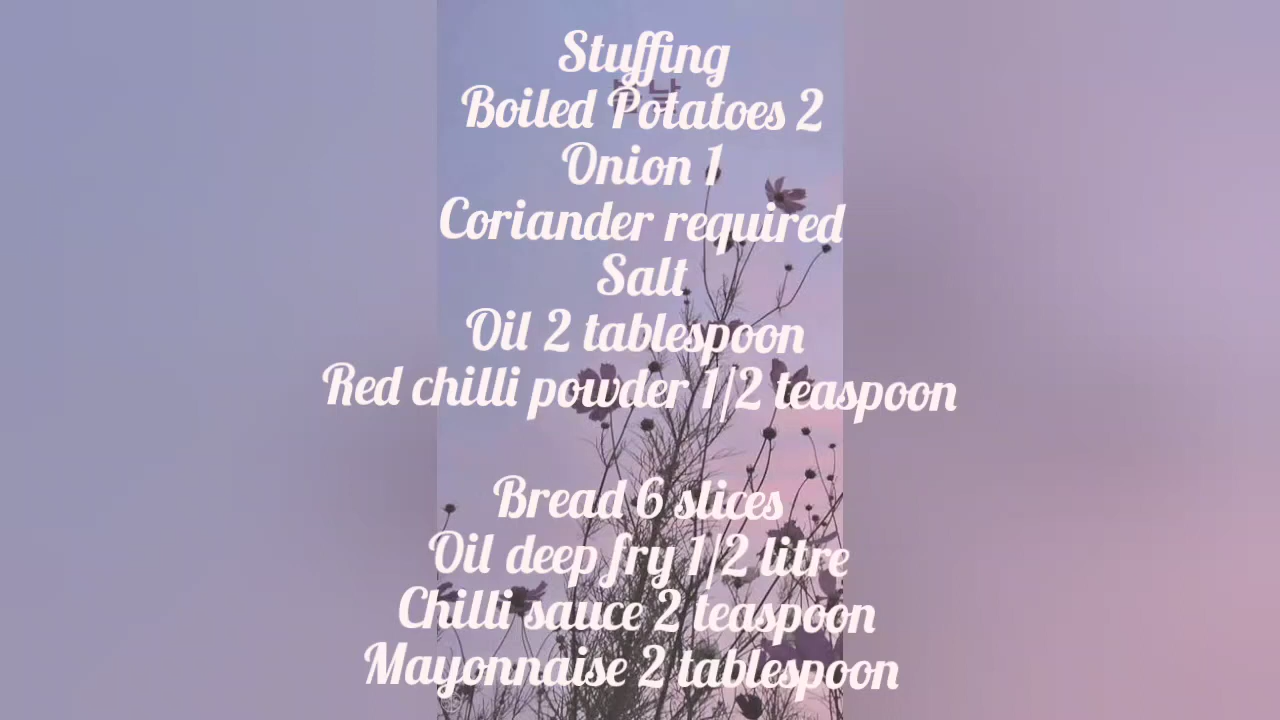 Stuffing
Boiled Potatoes 2
Onion 1
Coriander required
Salt
Oil 2 tablespoon
Red chilli powder 1/2 teaspoon
Bread 6 slices
Oil deep fry 1/2 litre
Chilli sauce 2 teaspoon
Mayonnaise 2 tablespoon